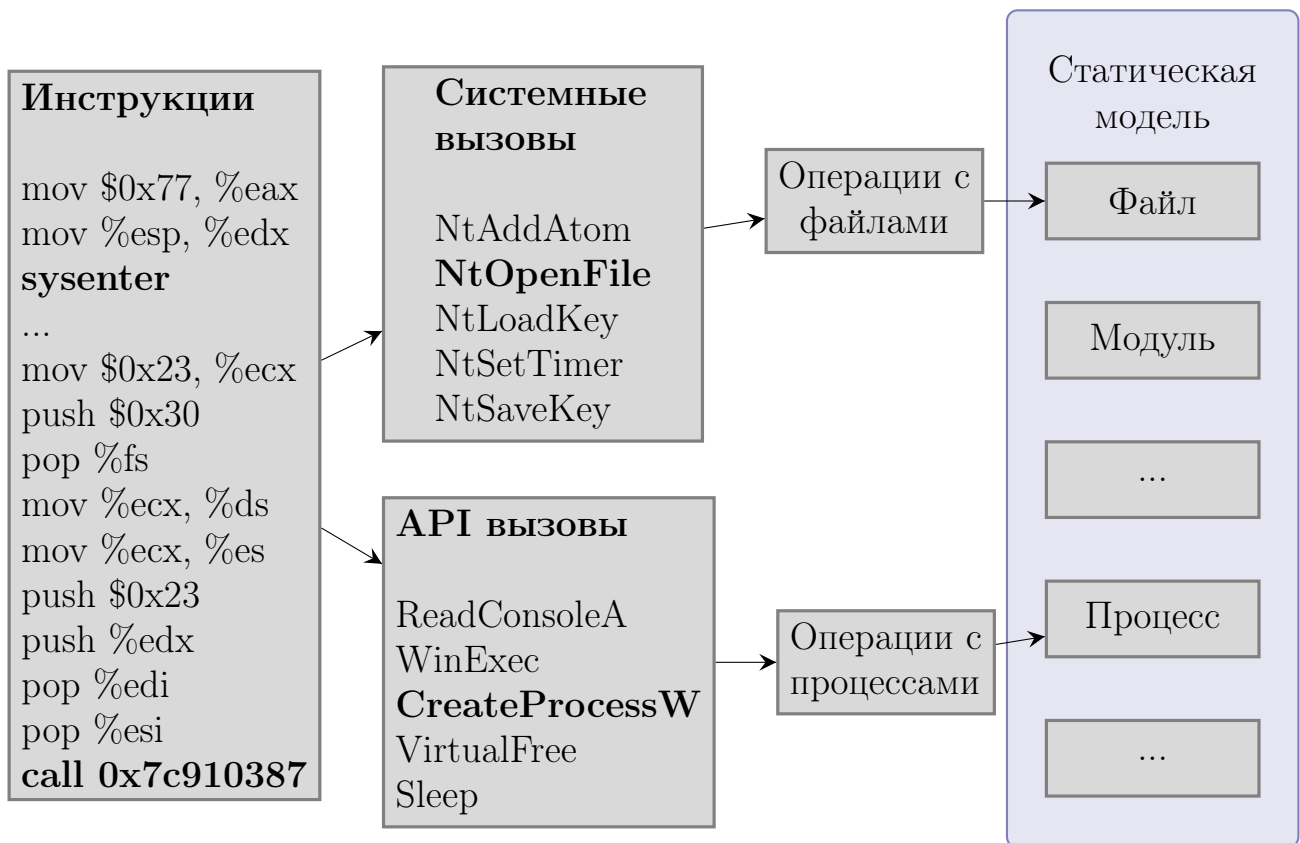 Инструкции
mov $0x77, %eax
mov %esp, %edx
sysenter
...
mov $0x23, %ecx
push $0x30
pop %fs
mov %ecx, %ds
mov %ecx, %es
push $0x23
push %edx
pop %edi
pop %esi
call 0x7c910387
Системные
вызовы
NtAddAtom
NtOpenFile
NtLoadKey
NtSetTimer
NtSaveKey
API вызовы
ReadConsoleA
WinExec
CreateProcessW
VirtualFree
Sleep
Операции с
файлами
Операции с
процессами
Статическая
модель
Файл
Модуль
...
Процесс
...